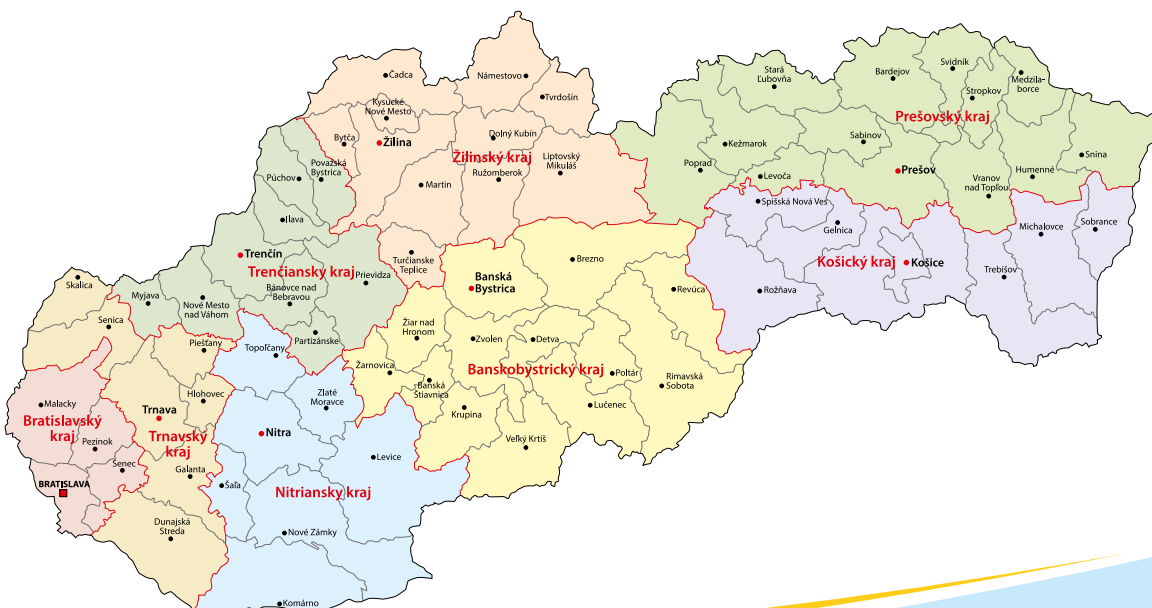 Čadca
Námestovo
Tvrdošín
Kysucké
Nové Mesto
Bytča
Žilina
Dolný Kubín
Žilinský kraj
Liptovský
Mikuláš
Ružomberok
Martin
Turčianske
Teplice
Stará
Ľubovňa
Bardejov
Svidník
Medzila-
borce
Stropkov
Prešovský kraj
Kežmarok
Sabinov
Poprad
Levoča
Prešov
Snina
Humenné
Vranov
nad Topľou
Považská
Bystrica
Púchov
Ilava
Trenčín
Trenčiansky kraj
Prievidza
Bánovce nad
Bebravou
Myjava
Nové Mesto
nad Váhom
Partizánske
Spišská Nová Ves
Gelnica
Košický kraj
Košice
Rožňava
Michalovce
Sobrance
Trebišov
Banská
Bystrica
Brezno
Revúca
Žiar nad
Hronom
Zvolen
Detva
Žarnovica
Banská
Štiavnica
Banskobystrický kraj
Poltár
Rimavská
Sobota
Krupina
Lučenec
Veľký Krtíš
Skalica
Senica
Piešťany
Hlohovec
Trnava
Trnavský
kraj
Galanta
Dunajská
Streda
Malacky
Bratislavský
kraj
Pezinok
Senec
BRATISLAVA
Topoľčany
Zlaté
Moravce
Nitra
Levice
Šaľa
Nitriansky kraj
Nové Zámky
Komárno